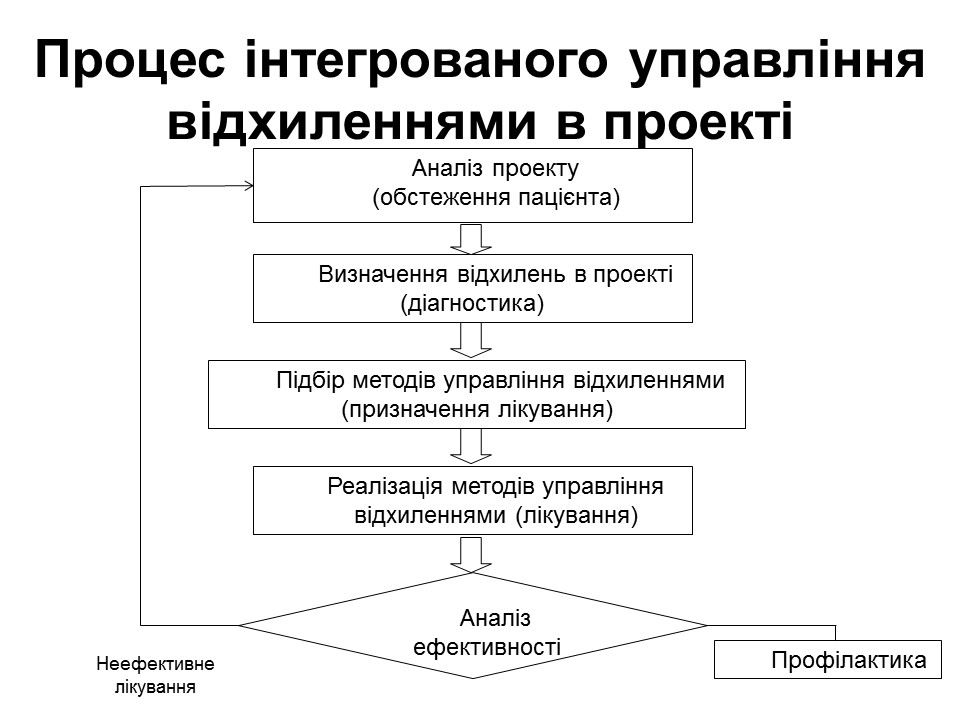 Процес інтегрованого управління
відхиленнями в проекті
Аналіз проекту
(обстеження пацієнта)
Визначення відхилень в проекті
(діагностика)
Підбір методів управління відхиленнями
(призначення лікування)
Реалізація методів управління
відхиленнями (лікування)
Аналіз
ефективності
Неефективне
лікування
Профілактика